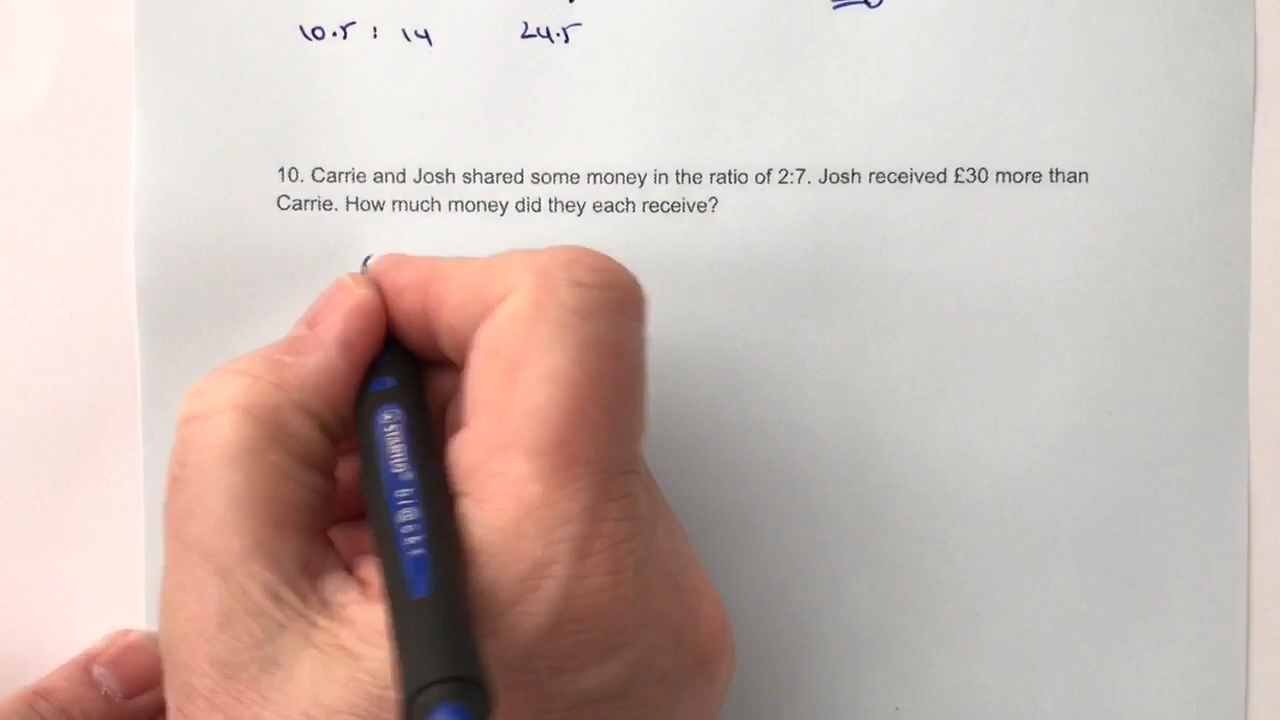 10.5 : 14 24.5
10. Carrie and Josh shared some money in the ratio of 2:7. Josh received £30 more than
Carrie. How much money did they each receive?